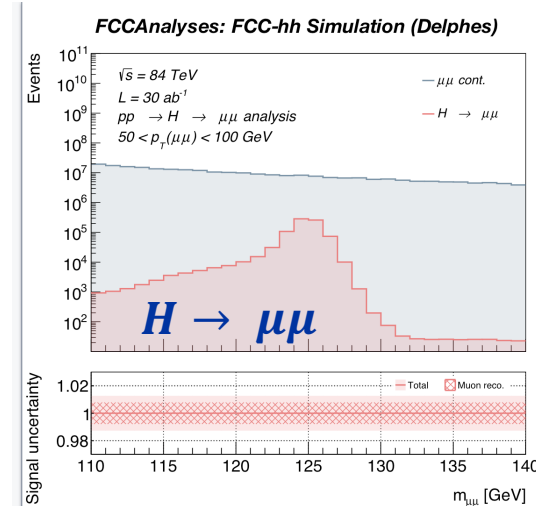 FCCAnalyses: FCC-hh Simulation (Delphes)
Events
10¹¹
10¹⁰
10⁹
10⁸
10⁷
10⁶
10⁵
10⁴
10³
10²
√s = 84 TeV
L = 30 ab⁻¹
pp → H → μμ analysis
50 < p_T(μμ) < 100 GeV
μμ cont.
H → μμ
H → μμ
Signal uncertainty
1.02
1
0.98
Total
Muon reco.
110 115 120 125 130 135 140
m_μμ [GeV]